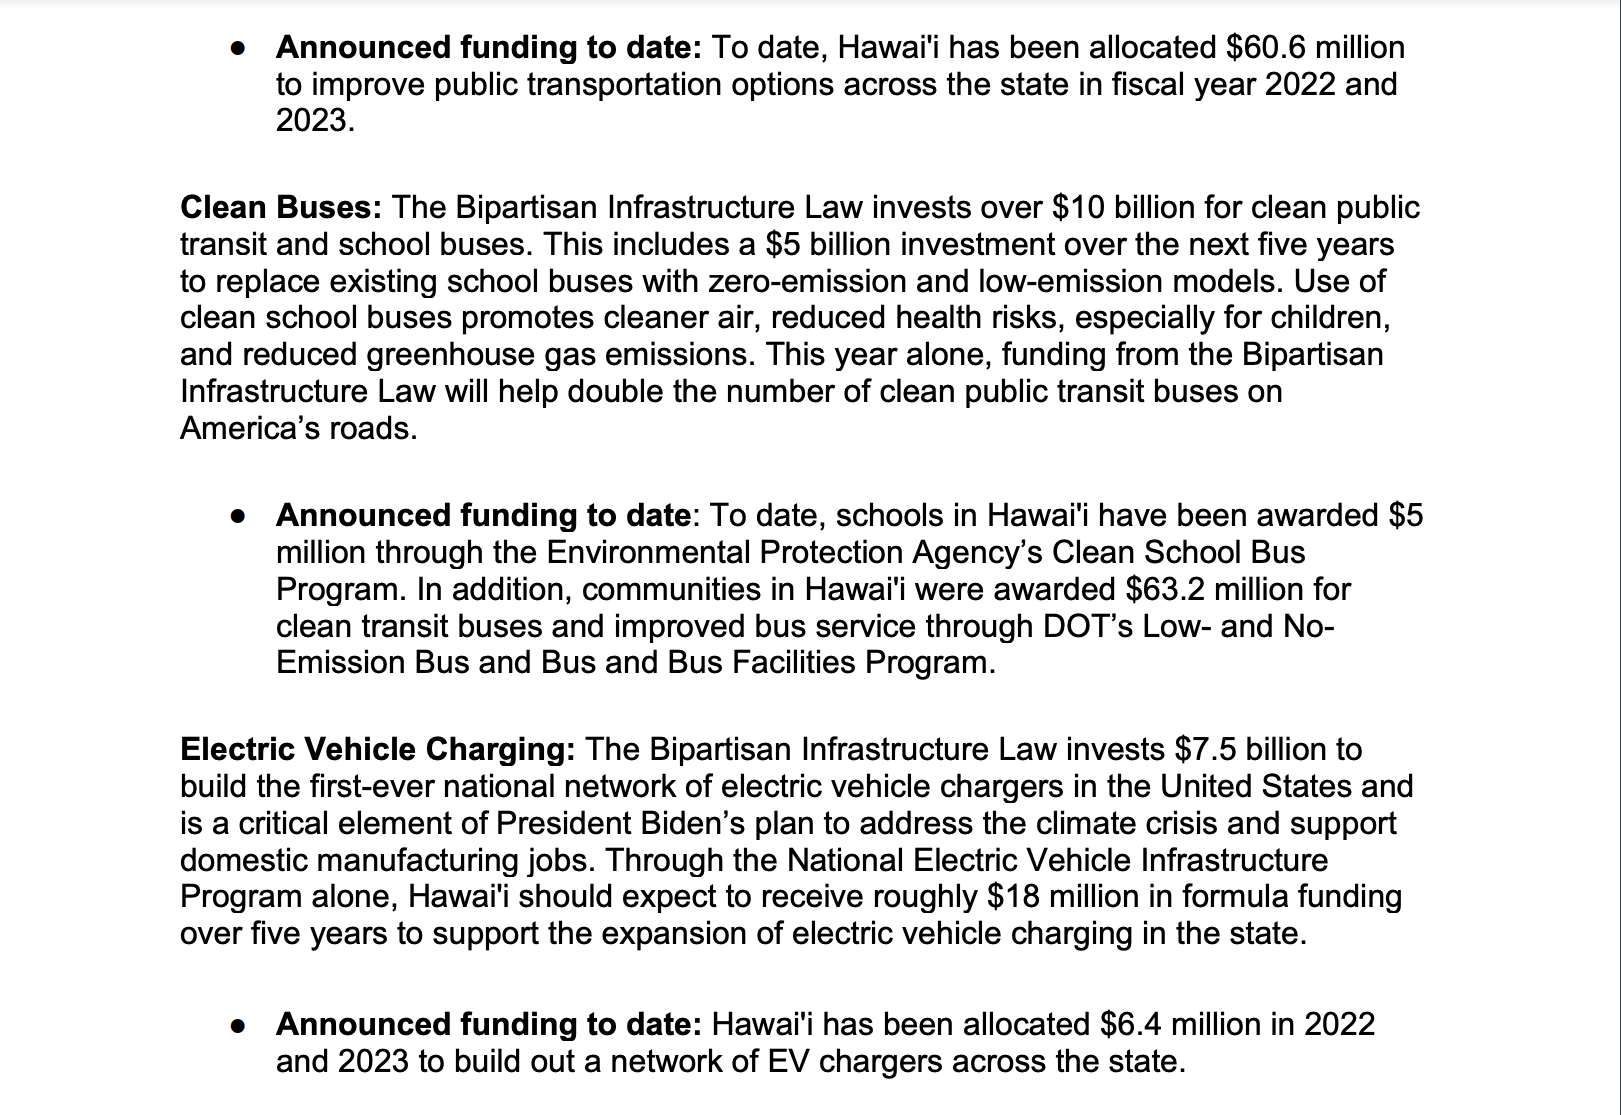 ● Announced funding to date: To date, Hawai'i has been allocated $60.6 million
to improve public transportation options across the state in fiscal year 2022 and
2023.
Clean Buses: The Bipartisan Infrastructure Law invests over $10 billion for clean public
transit and school buses. This includes a $5 billion investment over the next five years
to replace existing school buses with zero-emission and low-emission models. Use of
clean school buses promotes cleaner air, reduced health risks, especially for children,
and reduced greenhouse gas emissions. This year alone, funding from the Bipartisan
Infrastructure Law will help double the number of clean public transit buses on
America’s roads.
● Announced funding to date: To date, schools in Hawai'i have been awarded $5
million through the Environmental Protection Agency’s Clean School Bus
Program. In addition, communities in Hawai'i were awarded $63.2 million for
clean transit buses and improved bus service through DOT’s Low- and No-
Emission Bus and Bus and Bus Facilities Program.
Electric Vehicle Charging: The Bipartisan Infrastructure Law invests $7.5 billion to
build the first-ever national network of electric vehicle chargers in the United States and
is a critical element of President Biden’s plan to address the climate crisis and support
domestic manufacturing jobs. Through the National Electric Vehicle Infrastructure
Program alone, Hawai'i should expect to receive roughly $18 million in formula funding
over five years to support the expansion of electric vehicle charging in the state.
● Announced funding to date: Hawai'i has been allocated $6.4 million in 2022
and 2023 to build out a network of EV chargers across the state.